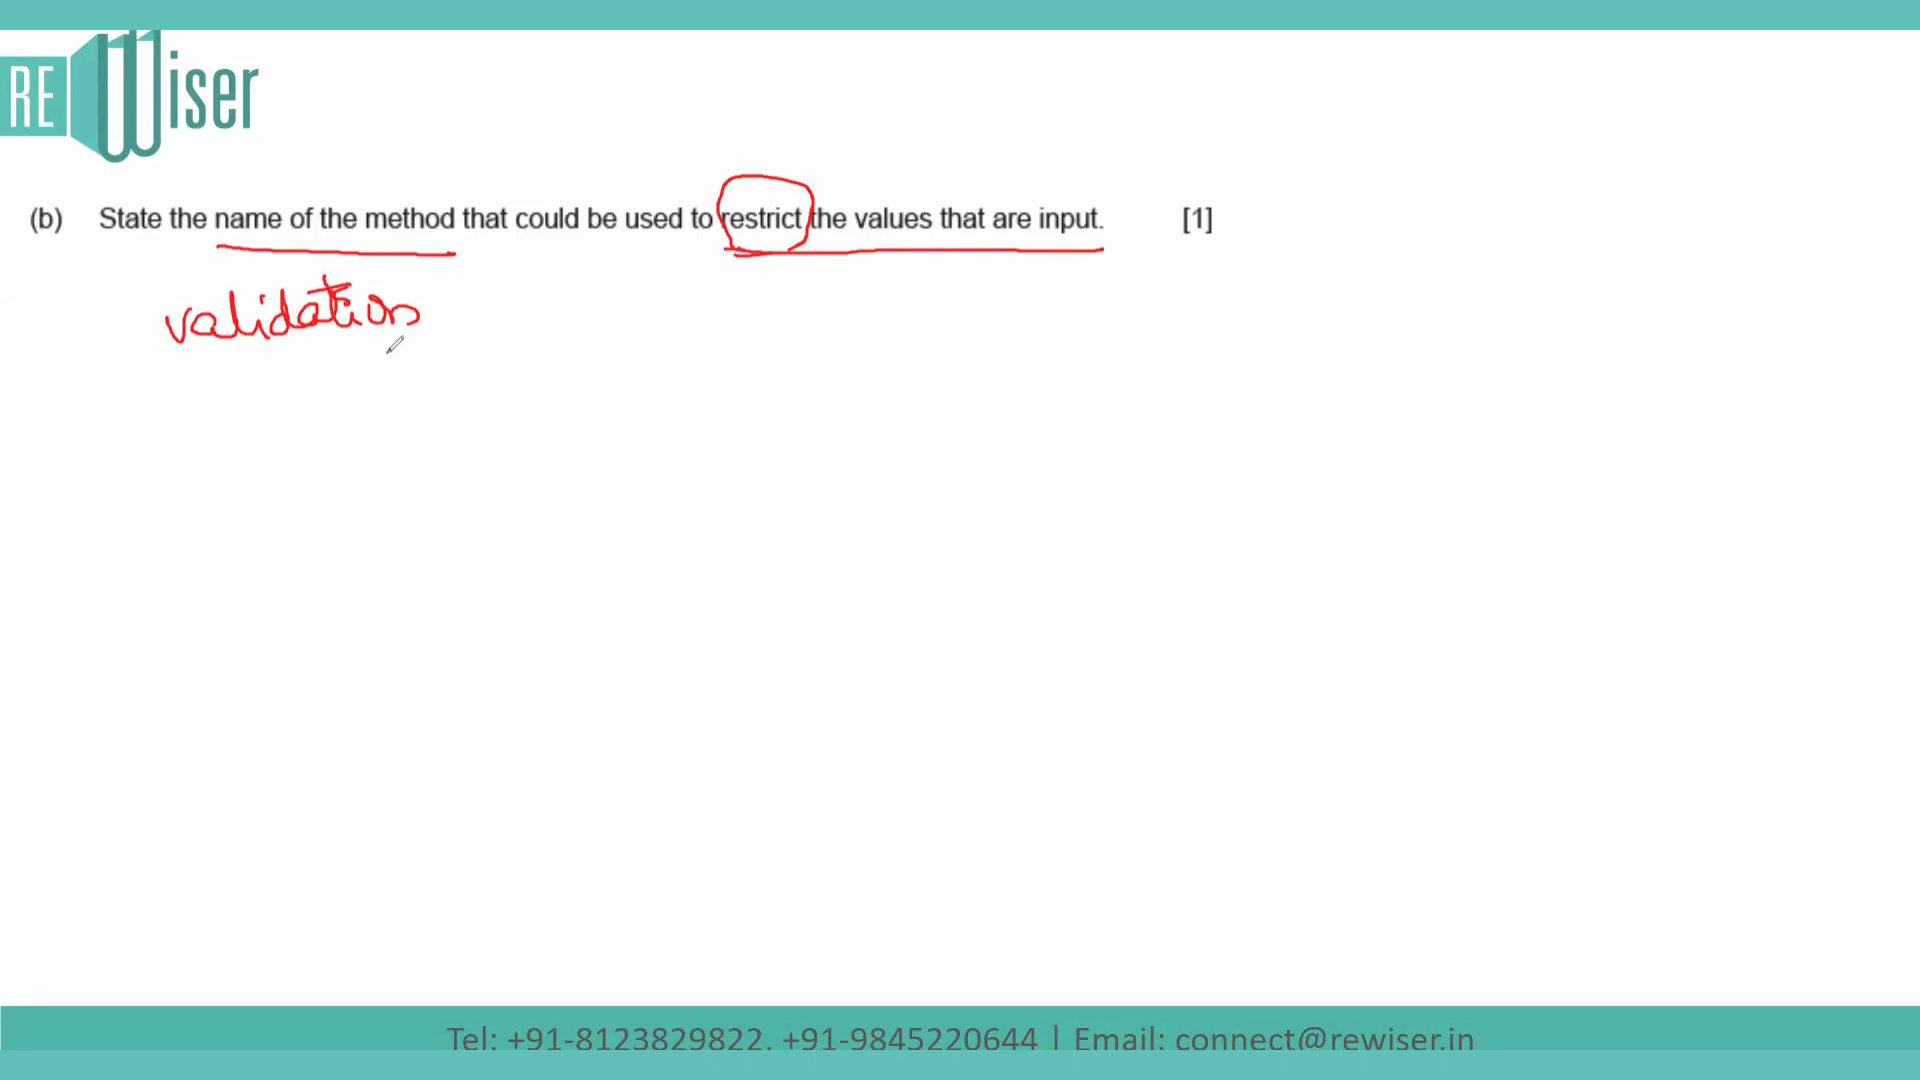 REWiser
(b) State the name of the method that could be used to restrict the values that are input. [1]
validation
Tel: +91-8123829822, +91-9845220644 | Email: connect@rewiser.in